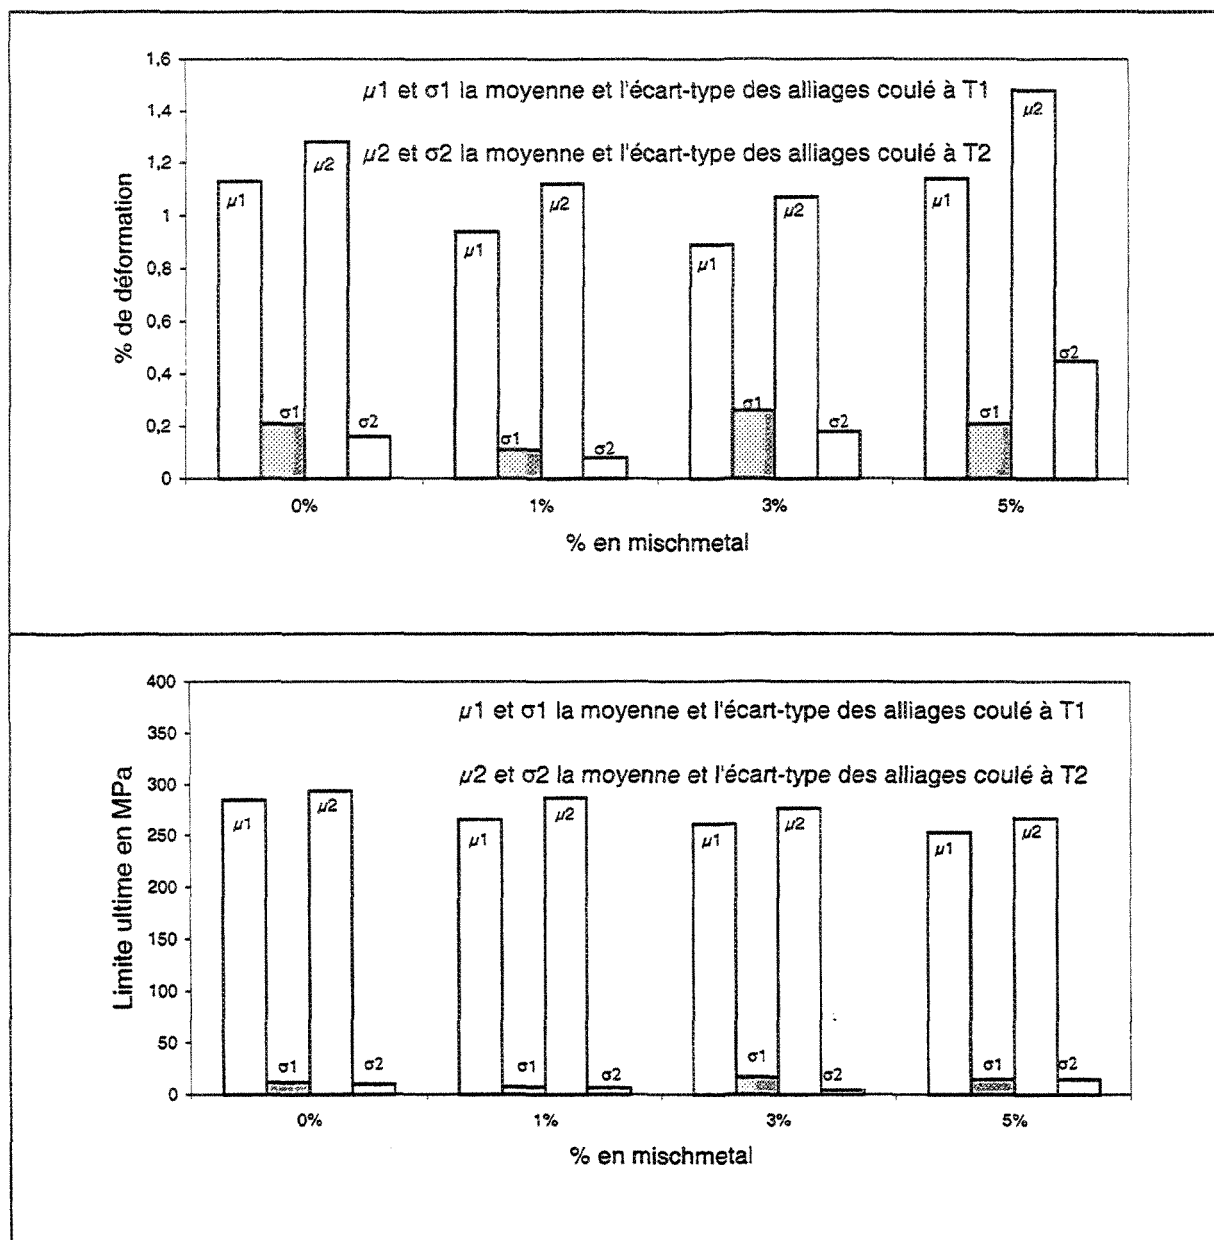 1,6
µ1 et σ1 la moyenne et l'écart-type des alliages coulé à T1
1,4
µ2
µ2 et σ2 la moyenne et l'écart-type des alliages coulé à T2
1,2
µ2
µ1
µ2
µ2
µ1
1
µ1
µ1
0,8
% de déformation
0,6
0,4
σ1
σ2
σ1
σ2
σ1
σ2
σ1
σ2
0,2
0
0%
1%
3%
5%
% en mischmetal
400
µ1 et σ1 la moyenne et l'écart-type des alliages coulé à T1
350
µ2 et σ2 la moyenne et l'écart-type des alliages coulé à T2
300
µ1
µ2
µ1
µ2
µ1
µ2
µ1
µ2
250
Limite ultime en MPa
200
150
100
50
σ1
σ2
σ1
σ2
σ1
σ2
σ1
σ2
0
0%
1%
3%
5%
% en mischmetal